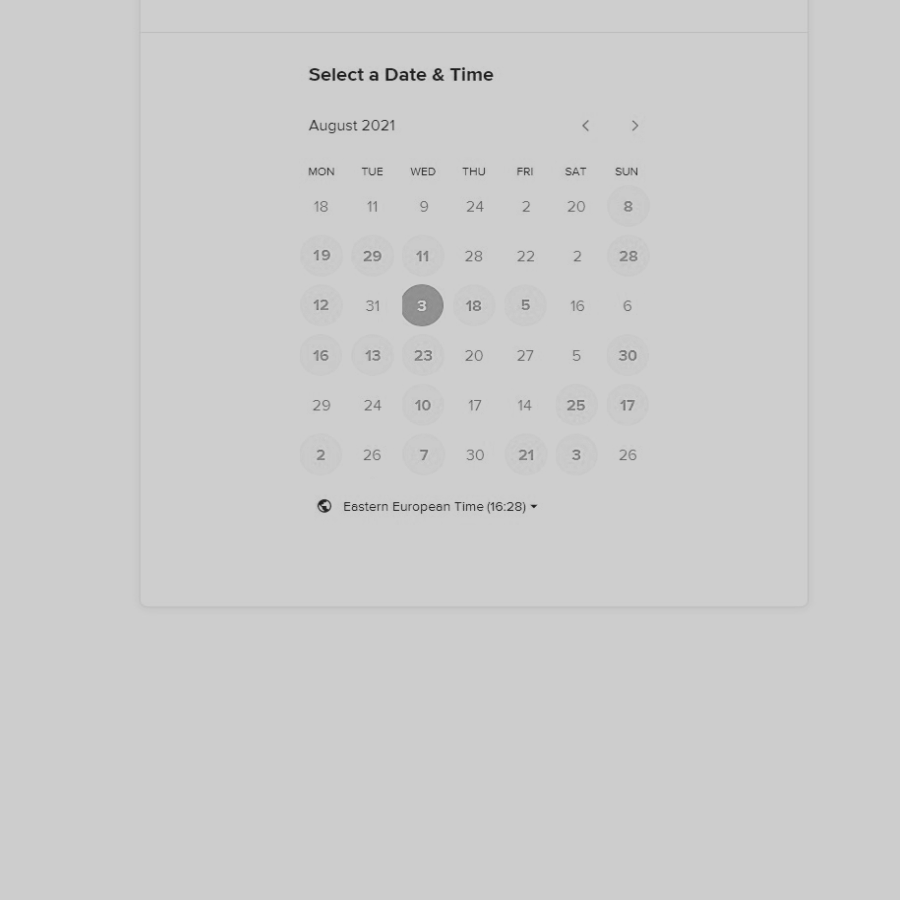 Select a Date & Time
August 2021
MON TUE WED THU FRI SAT SUN
18 11 9 24 2 20 8
19 29 11 28 22 2 28
12 31 3 18 5 16 6
16 13 23 20 27 5 30
29 24 10 17 14 25 17
2 26 7 30 21 3 26
Eastern European Time (16:28)